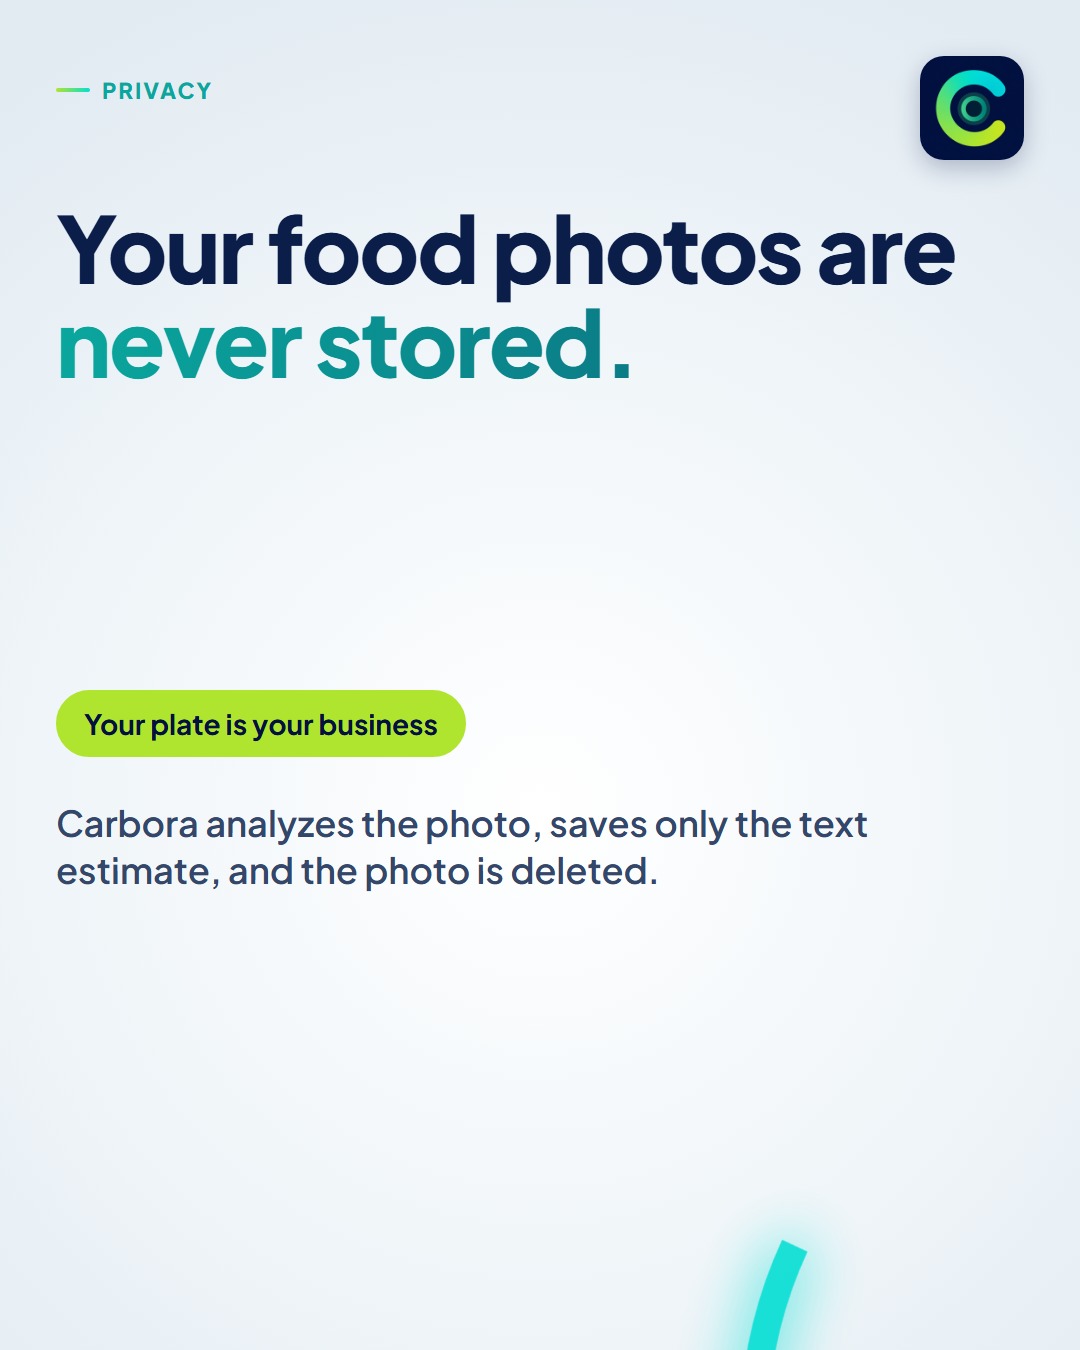 PRIVACY
Your food photos are
never stored.
Your plate is your business
Carbora analyzes the photo, saves only the text
estimate, and the photo is deleted.